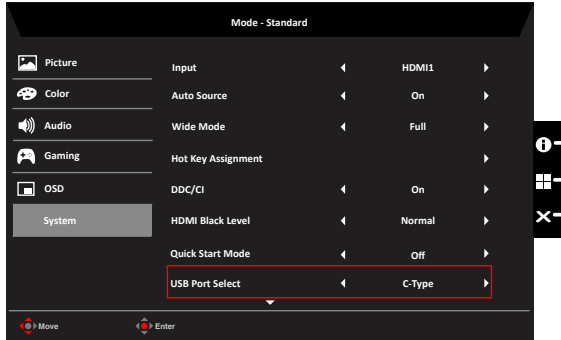 Mode - Standard
Picture
Color
Audio
Gaming
OSD
System
Input HDMI1
Auto Source On
Wide Mode Full
Hot Key Assignment
DDC/CI On
HDMI Black Level Normal
Quick Start Mode Off
USB Port Select C-Type
Move Enter